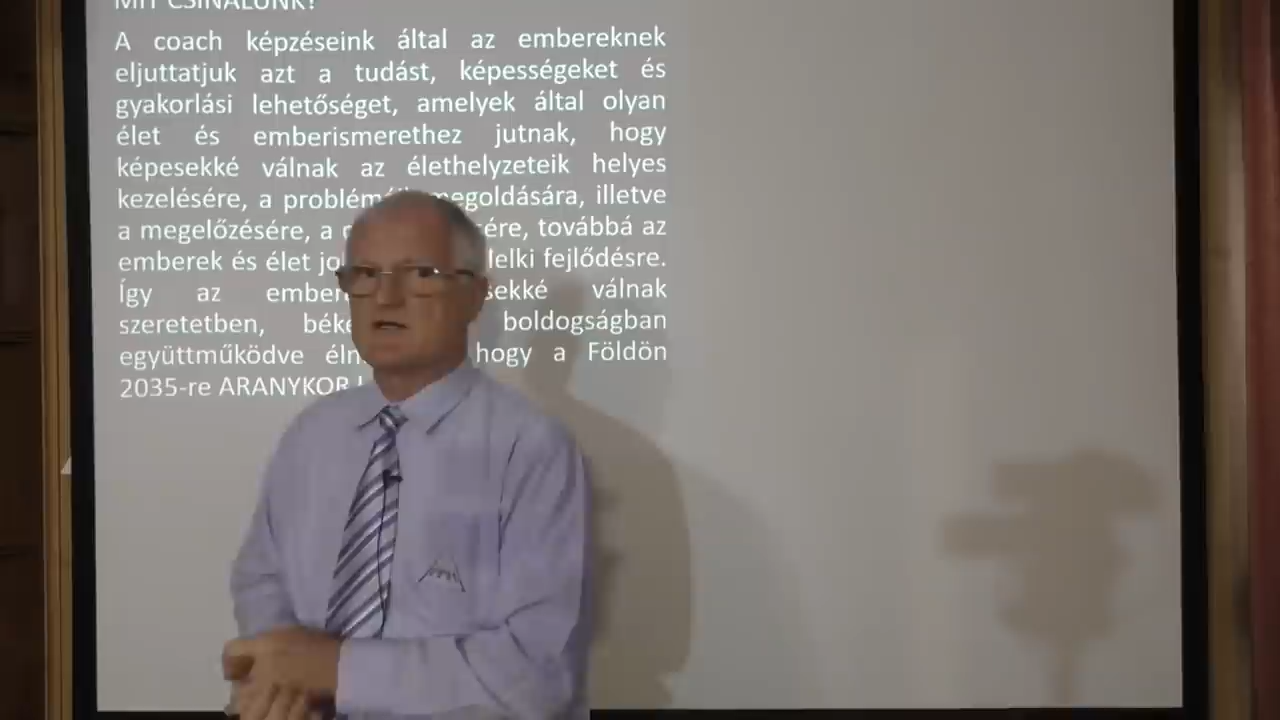 MIT CSINÁLUNK?
A coach képzéseink által az embereknek
eljuttatjuk azt a tudást, képességeket és
gyakorlási lehetőséget, amelyek által olyan
élet és emberismerethez jutnak, hogy
képesekké válnak az élethelyzeteik helyes
kezelésére, a megoldására, illetve
a megelőzésére, a továbbá az
emberek és élet lelki fejlődésre.
Így az válnak
szeretetben, boldogságban
együttműködve hogy a Földön
2035-re ARANYKOR